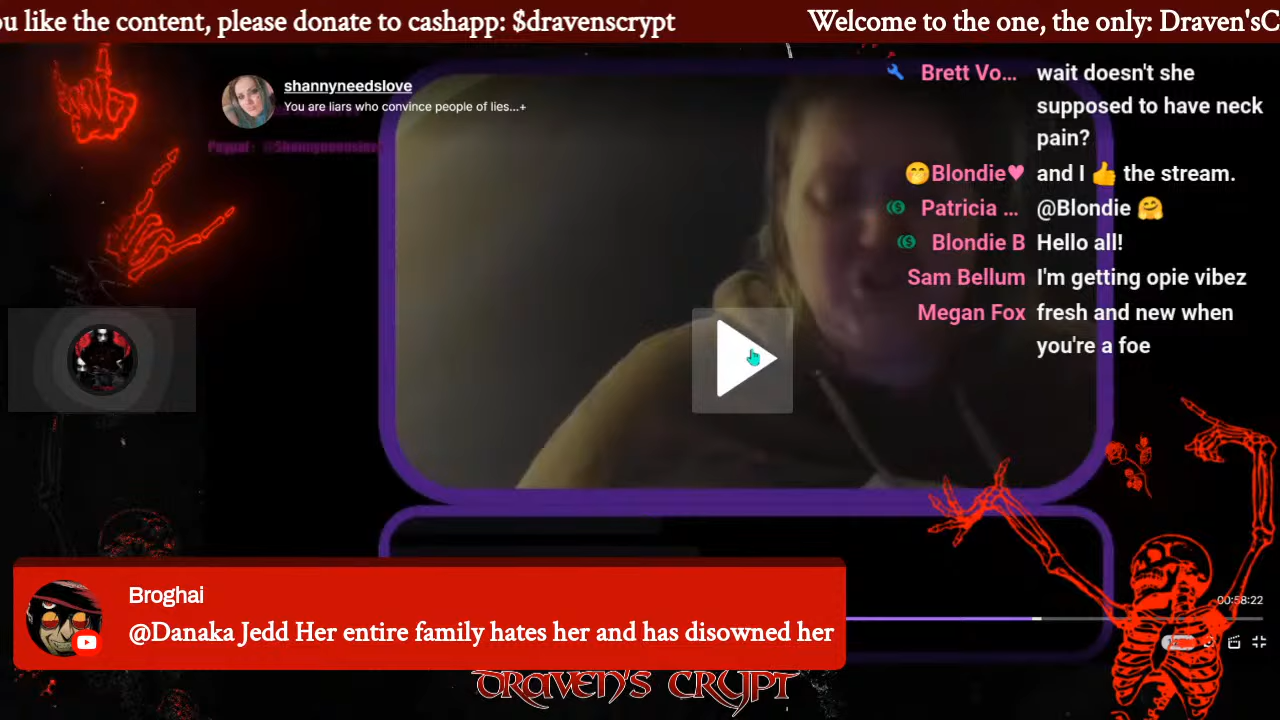 ou like the content, please donate to cashapp: $dravenscrypt
Welcome to the one, the only: Draven'sC
shannyneedslove
You are liars who convince people of lies...+
Paypal: @Shannyneedslove
Brett Vo... wait doesn't she
supposed to have neck
pain?
🤭Blondie♥ and I 👍 the stream.
Patricia ... @Blondie 🤗
Blondie B Hello all!
Sam Bellum I'm getting opie vibez
Megan Fox fresh and new when
you're a foe
Broghai
@Danaka Jedd Her entire family hates her and has disowned her
00:58:22
DRAVEN'S CRYPT